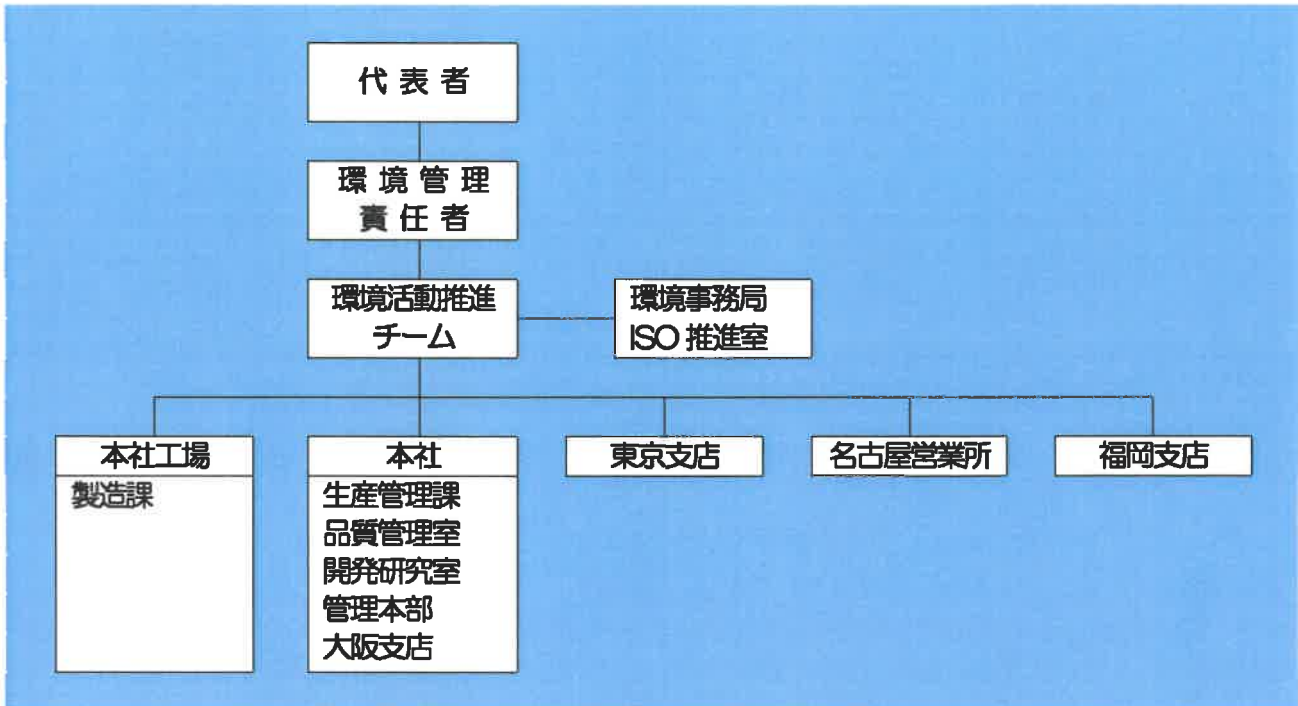 代表者
環境管理
責任者
環境活動推進
チーム
環境事務局
ISO 推進室
本社工場
製造課
本社
生産管理課
品質管理室
開発研究室
管理本部
大阪支店
東京支店
名古屋営業所
福岡支店